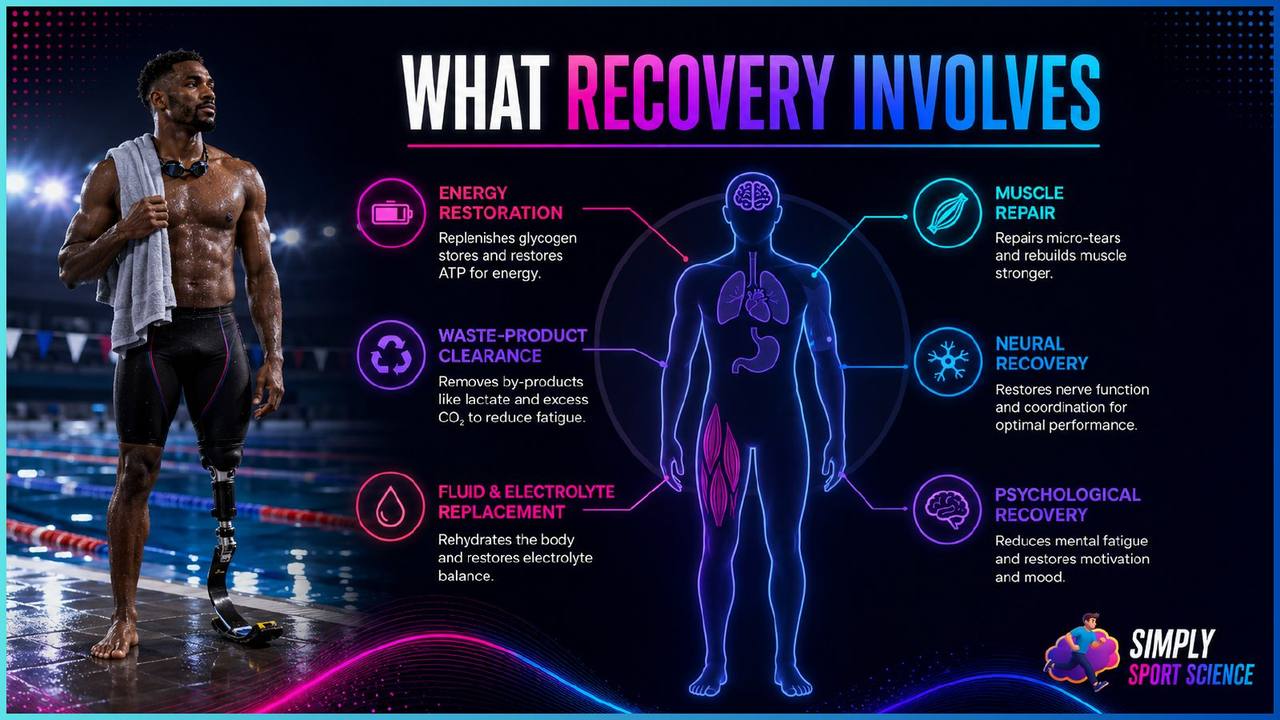 WHAT RECOVERY INVOLVES
ENERGY
RESTORATION
Replenishes glycogen
stores and restores
ATP for energy.
WASTE-PRODUCT
CLEARANCE
Removes by-products
like lactate and excess
CO₂ to reduce fatigue.
FLUID & ELECTROLYTE
REPLACEMENT
Rehydrates the body
and restores electrolyte
balance.
MUSCLE
REPAIR
Repairs micro-tears
and rebuilds muscle
stronger.
NEURAL
RECOVERY
Restores nerve function
and coordination for
optimal performance.
PSYCHOLOGICAL
RECOVERY
Reduces mental fatigue
and restores motivation
and mood.
SIMPLY
SPORT SCIENCE